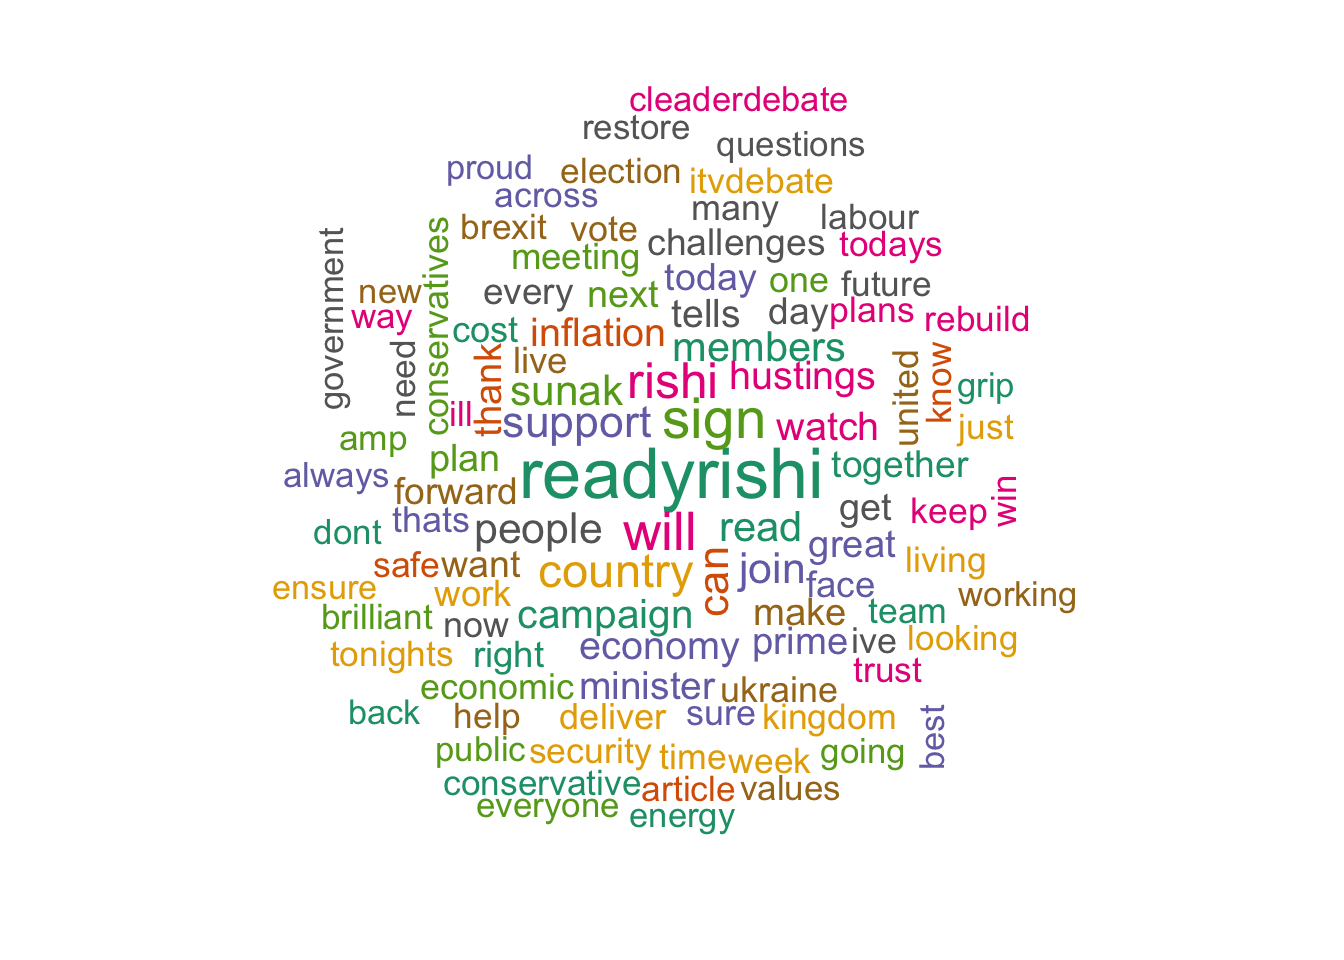 cleaderdebate
restore
questions
proud
election
itvdebate
across
many
labour
brexit
vote
challenges
todays
government
conservatives
meeting
today
one
future
new
every
next
tells
day
plans
rebuild
way
cost
inflation
members
need
thank
live
united
know
grip
ill
sunak
rishi
hustings
amp
support
sign
watch
just
plan
always
forward
readyrishi
together
win
dont
thats
people
will
read
get
keep
safe
want
country
can
join
great
living
ensure
work
face
working
brilliant
now
campaign
make
team
tonights
right
economy
prime
ive
looking
economic
minister
ukraine
trust
back
help
deliver
sure
kingdom
best
public
security
time
week
going
conservative
article
values
everyone
energy